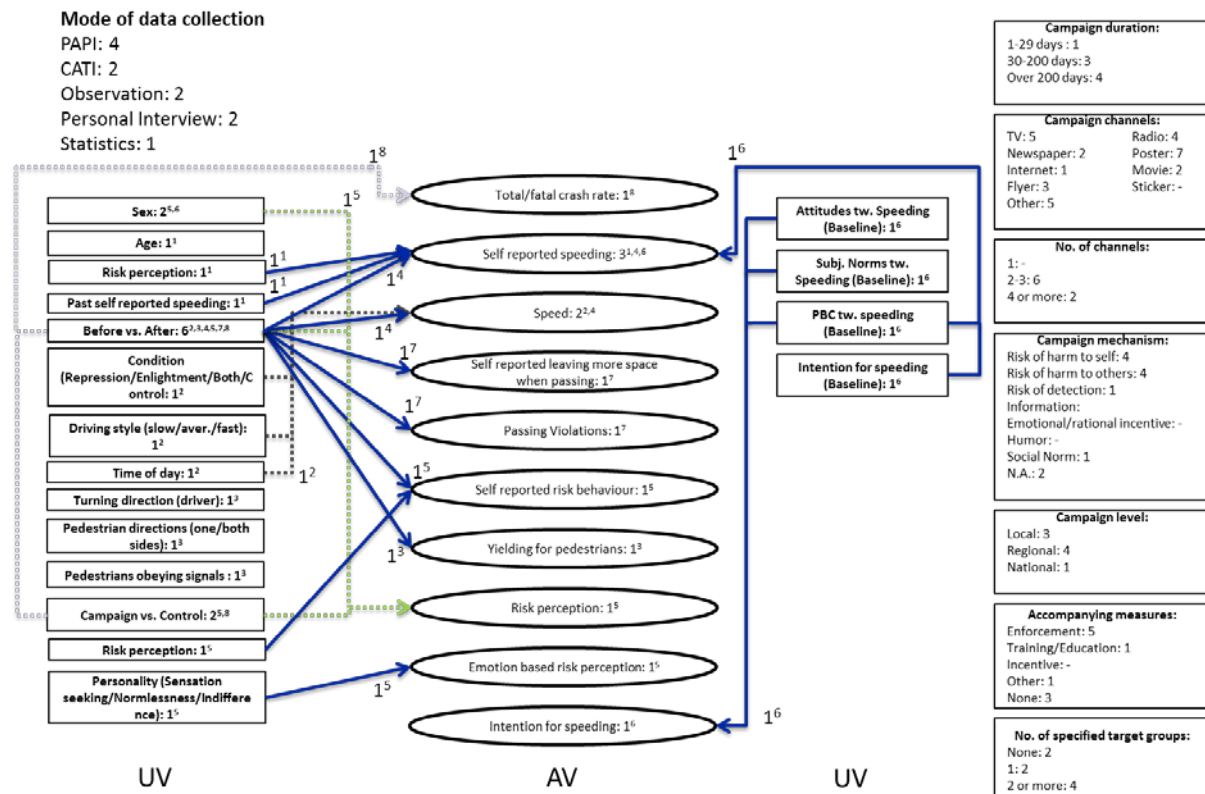 Mode of data collection
PAPI: 4
CATI: 2
Observation: 2
Personal Interview: 2
Statistics: 1
1⁸
1⁵
Sex: 2⁵,⁶
Age: 1¹
Risk perception: 1¹
1¹
Past self reported speeding: 1¹
1¹
Before vs. After: 6²,³,⁴,⁵,⁷,⁸
1⁴
1⁴
Condition
(Repression/Enlightment/Both/C
ontrol: 1²
Driving style (slow/aver./fast):
1²
Time of day: 1²
1²
Turning direction (driver): 1³
Pedestrian directions (one/both
sides): 1³
Pedestrians obeying signals : 1³
Campaign vs. Control: 2⁵,⁸
Risk perception: 1⁵
Personality (Sensation
seeking/Normlessness/Indiffere
nce): 1⁵
UV
Total/fatal crash rate: 1⁸
Self reported speeding: 3¹,⁴,⁶
Speed: 2²,⁴
1⁷
Self reported leaving more space
when passing: 1⁷
1⁷
Passing Violations: 1⁷
1⁵
Self reported risk behaviour: 1⁵
1³
Yielding for pedestrians: 1³
Risk perception: 1⁵
Emotion based risk perception: 1⁵
1⁵
Intention for speeding: 1⁶
AV
1⁶
Attitudes tw. Speeding
(Baseline): 1⁶
Subj. Norms tw.
Speeding (Baseline): 1⁶
PBC tw. speeding
(Baseline): 1⁶
Intention for speeding
(Baseline): 1⁶
1⁶
UV
Campaign duration:
1-29 days : 1
30-200 days: 3
Over 200 days: 4
Campaign channels:
TV: 5 Radio: 4
Newspaper: 2 Poster: 7
Internet: 1 Movie: 2
Flyer: 3 Sticker: -
Other: 5
No. of channels:
1: -
2-3: 6
4 or more: 2
Campaign mechanism:
Risk of harm to self: 4
Risk of harm to others: 4
Risk of detection: 1
Information:
Emotional/rational incentive: -
Humor: -
Social Norm: 1
N.A.: 2
Campaign level:
Local: 3
Regional: 4
National: 1
Accompanying measures:
Enforcement: 5
Training/Education: 1
Incentive: -
Other: 1
None: 3
No. of specified target groups:
None: 2
1: 2
2 or more: 4